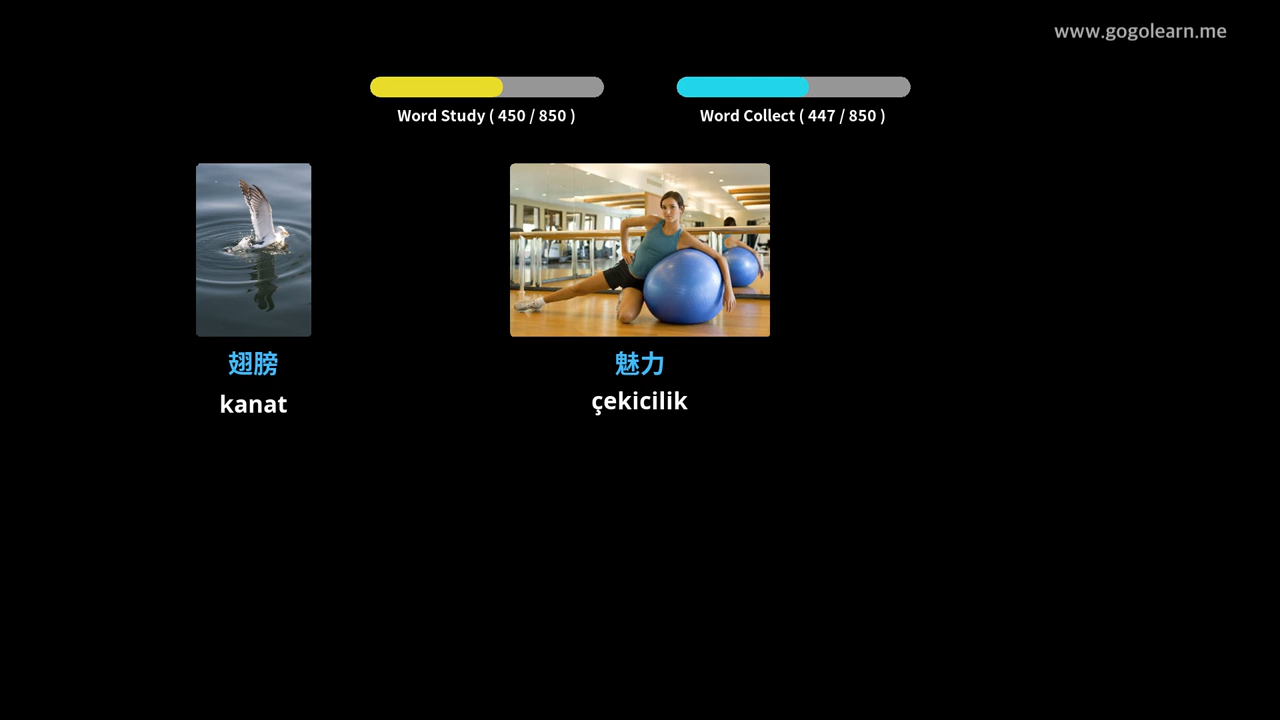 www.gogolearn.me
Word Study ( 450 / 850 )
Word Collect ( 447 / 850 )
翅膀
kanat
魅力
çekicilik